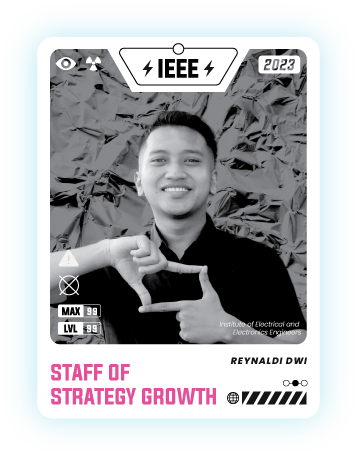 IEEE
2023
MAX 99
LVL 99
Institute of Electrical and
Electronics Engineers
REYNALDI DWI
STAFF OF
STRATEGY GROWTH